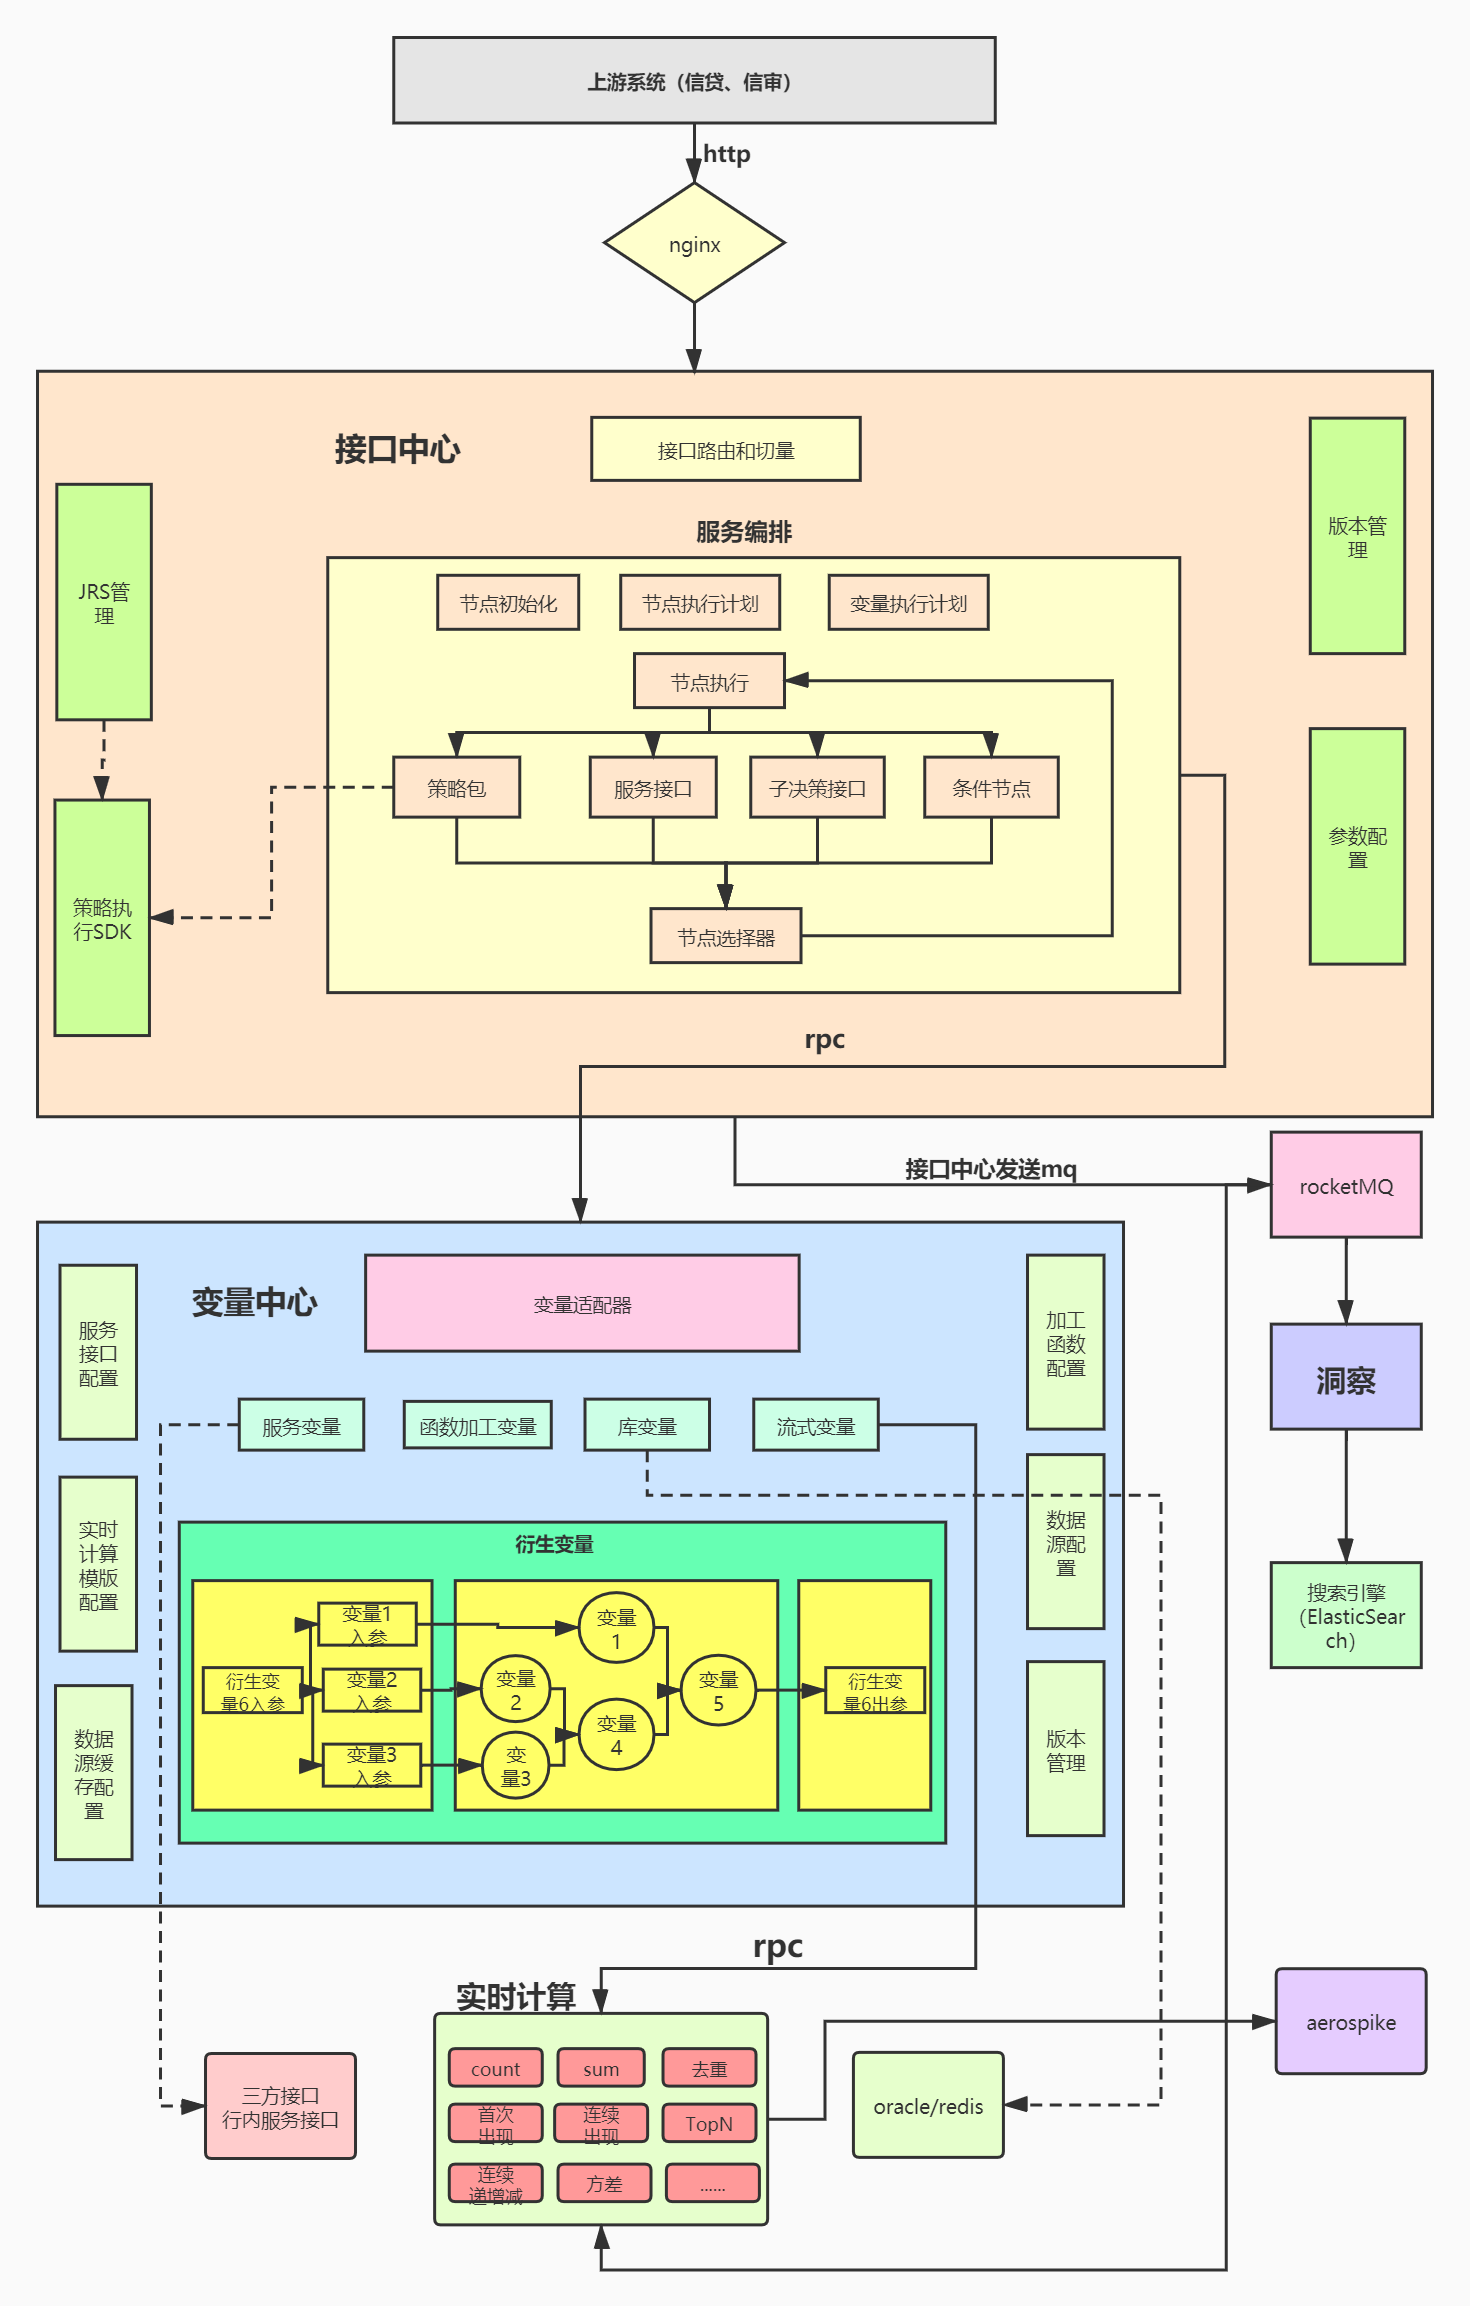 上游系统（信贷、信审）
http
nginx
接口中心
接口路由和切量
服务编排
JRS管
理
版本管
理
节点初始化
节点执行计划
变量执行计划
节点执行
策略包
服务接口
子决策接口
条件节点
参数配
置
策略执
行SDK
节点选择器
rpc
接口中心发送mq
rocketMQ
变量中心
变量适配器
服务
接口
配置
加工
函数
配置
洞察
服务变量
函数加工变量
库变量
流式变量
实时
计算
模版
配置
数据
源配
置
搜索引擎
（ElasticSear
ch）
衍生变量
变量1
入参
变量
1
衍生变
量6入参
变量2
入参
变量
2
变量
5
衍生变
量6出参
变量
4
变量3
入参
变
量3
数据
源缓
存配
置
版本
管理
rpc
实时计算
aerospike
count
sum
去重
三方接口
行内服务接口
首次
出现
连续
出现
TopN
oracle/redis
连续
递增减
方差
......